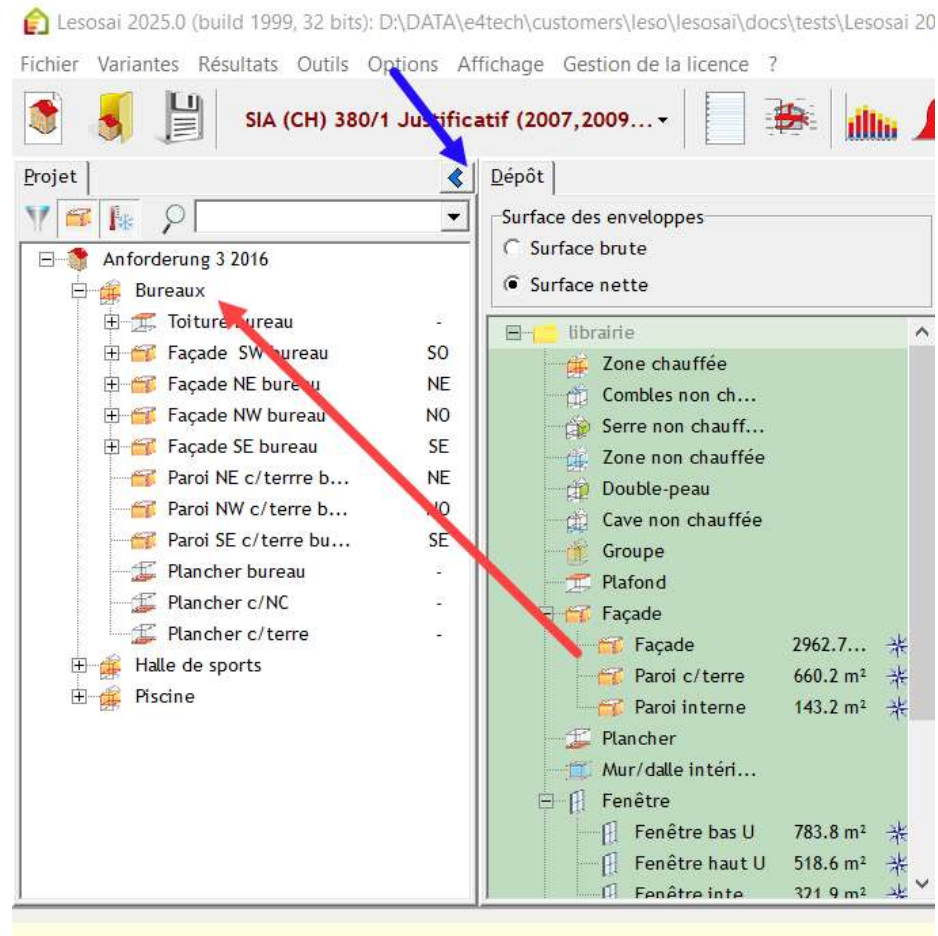 Lesosai 2025.0 (build 1999, 32 bits): D:\DATA\e4tech\customers\leso\lesosai\docs\tests\Lesosai 20
Fichier Variantes Résultats Outils Options Affichage Gestion de la licence ?
SIA (CH) 380/1 Justificatif (2007,2009...
Projet
Anforderung 3 2016
Bureaux
Toiture bureau -
Façade SW bureau SO
Façade NE bureau NE
Façade NW bureau NO
Façade SE bureau SE
Paroi NE c/terrre b... NE
Paroi NW c/terre b... NO
Paroi SE c/terre bu... SE
Plancher bureau -
Plancher c/NC -
Plancher c/terre -
Halle de sports
Piscine
Dépôt
Surface des enveloppes
Surface brute
Surface nette
librairie
Zone chauffée
Combles non ch...
Serre non chauff...
Zone non chauffée
Double-peau
Cave non chauffée
Groupe
Plafond
Façade
Façade 2962.7...
Paroi c/terre 660.2 m²
Paroi interne 143.2 m²
Plancher
Mur/dalle intéri...
Fenêtre
Fenêtre bas U 783.8 m²
Fenêtre haut U 518.6 m²
Fenêtre inte 321.9 m²